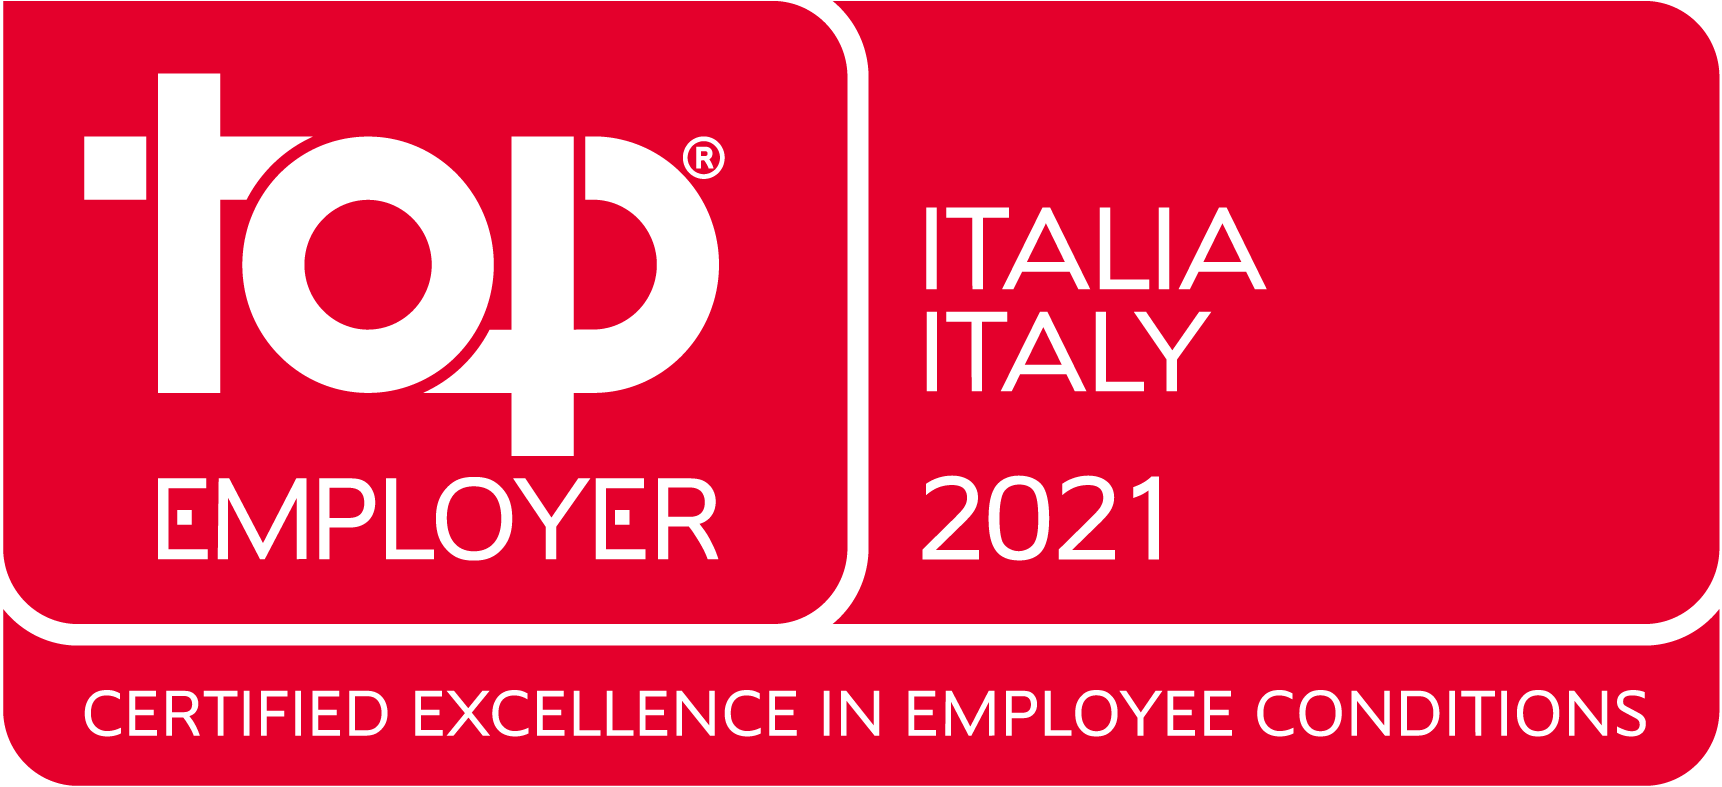 top®
EMPLOYER
ITALIA
ITALY
2021
CERTIFIED EXCELLENCE IN EMPLOYEE CONDITIONS